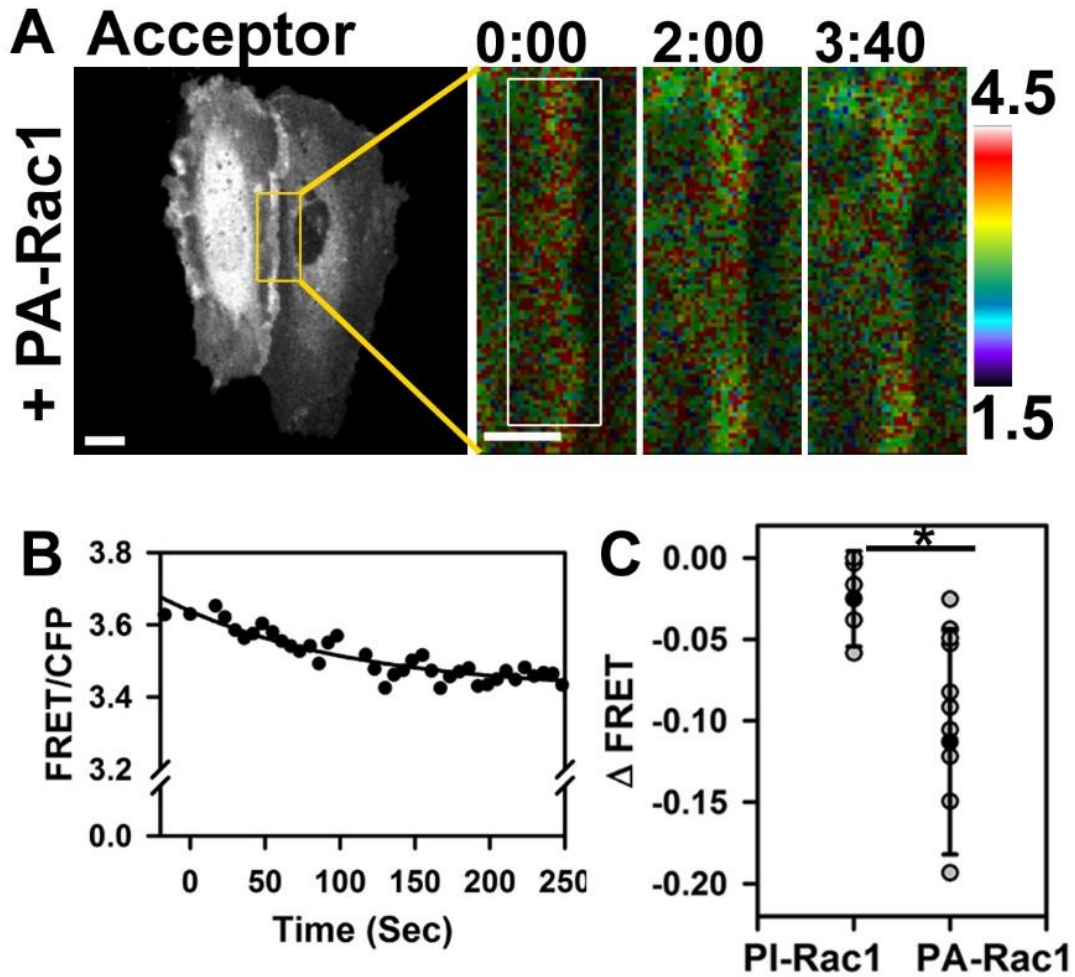 A Acceptor 0:00 2:00 3:40
+ PA-Rac1
4.5
1.5
B
3.8
3.6
3.4
3.2
0.0
FRET/CFP
0 50 100 150 200 250
Time (Sec)
C
*
0.00
-0.05
-0.10
-0.15
-0.20
Δ FRET
PI-Rac1 PA-Rac1